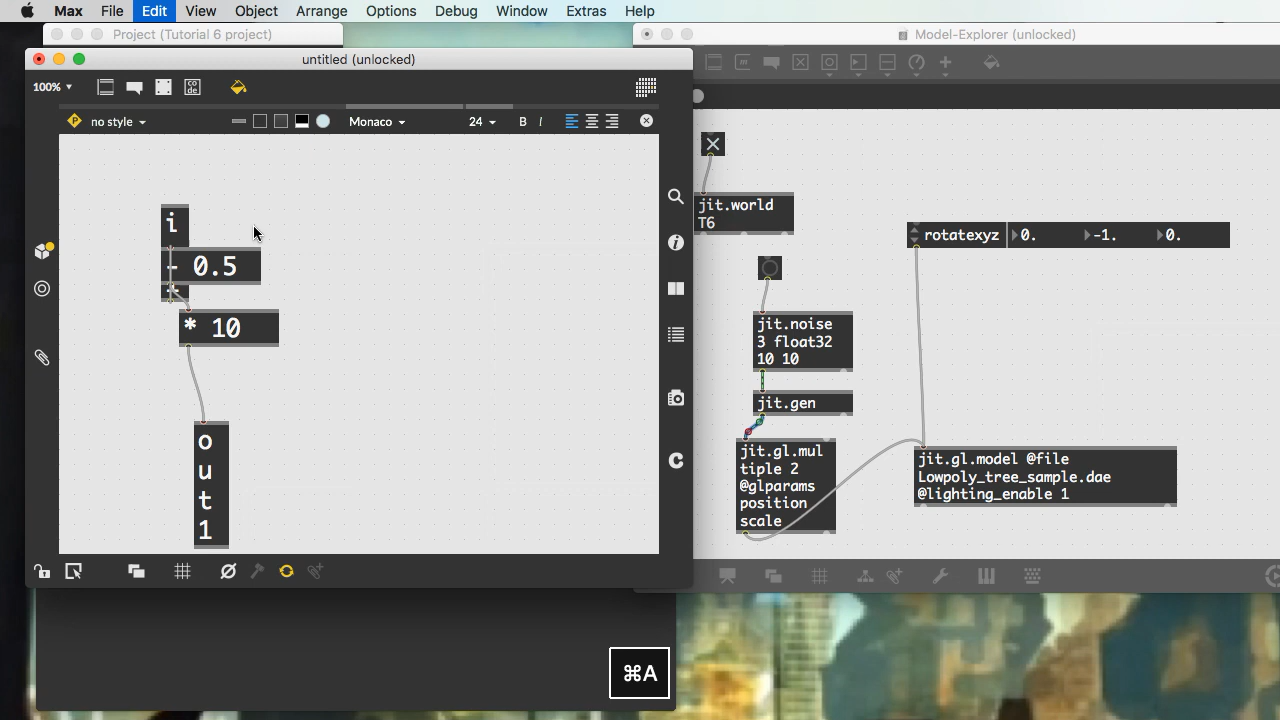 Max File Edit View Object Arrange Options Debug Window Extras Help
Project (Tutorial 6 project)
Model-Explorer (unlocked)
untitled (unlocked)
100%
co
de
no style
Monaco
24
B I
i
- 0.5
+
* 10
o
u
t
1
jit.world
T6
rotatexyz 0. -1. 0.
jit.noise
3 float32
10 10
jit.gen
jit.gl.mul
tiple 2
@glparams
position
scale
jit.gl.model @file
Lowpoly_tree_sample.dae
@lighting_enable 1
⌘A